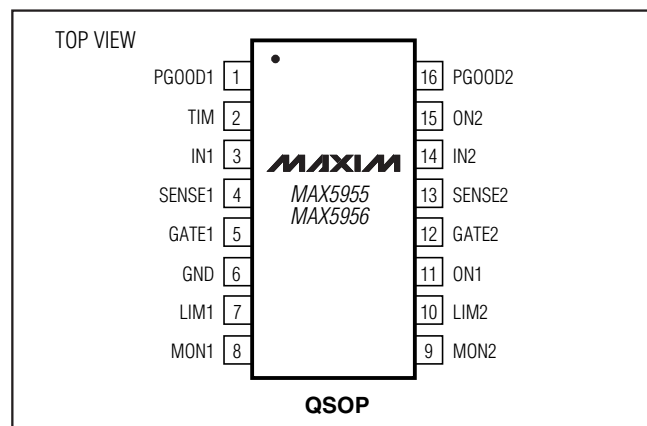 TOP VIEW
PGOOD1 1 16 PGOOD2
TIM 2 15 ON2
IN1 3 14 IN2
MAXIM
SENSE1 4 13 SENSE2
MAX5955
MAX5956
GATE1 5 12 GATE2
GND 6 11 ON1
LIM1 7 10 LIM2
MON1 8 9 MON2
QSOP